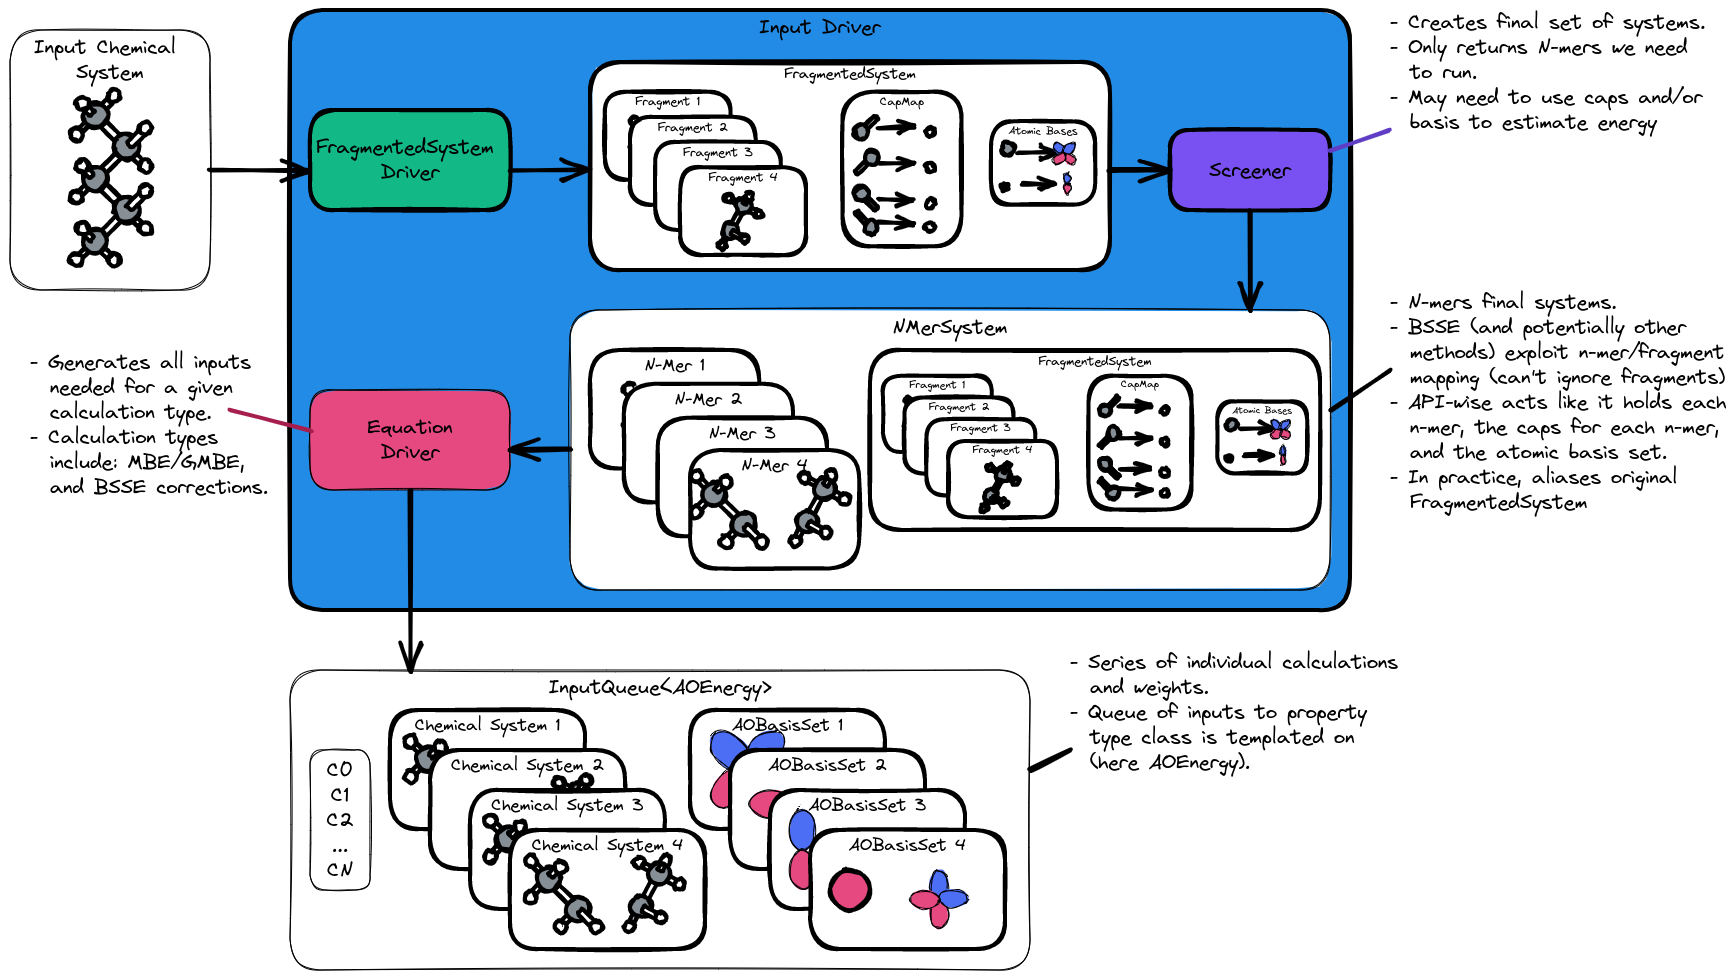 Input Chemical
System
Input Driver
FragmentedSystem
Driver
FragmentedSystem
Fragment 1
Fragment 2
Fragment 3
Fragment 4
CapMap
Atomic Bases
Screener
- Creates final set of systems.
- Only returns N-mers we need
to run.
- May need to use caps and/or
basis to estimate energy
NMerSystem
N-Mer 1
N-Mer 2
N-Mer 3
N-Mer 4
FragmentedSystem
Fragment 1
Fragment 2
Fragment 3
Fragment 4
CapMap
Atomic Bases
- N-mers final systems.
- BSSE (and potentially other
methods) exploit n-mer/fragment
mapping (can't ignore fragments)
- API-wise acts like it holds each
n-mer, the caps for each n-mer,
and the atomic basis set.
- In practice, aliases original
FragmentedSystem
- Generates all inputs
needed for a given
calculation type.
- Calculation types
include: MBE/GMBE,
and BSSE corrections.
Equation
Driver
InputQueue<AOEnergy>
C0
C1
C2
...
CN
Chemical System 1
Chemical System 2
Chemical System 3
Chemical System 4
AOBasisSet 1
AOBasisSet 2
AOBasisSet 3
AOBasisSet 4
- Series of individual calculations
and weights.
- Queue of inputs to property
type class is templated on
(here AOEnergy).